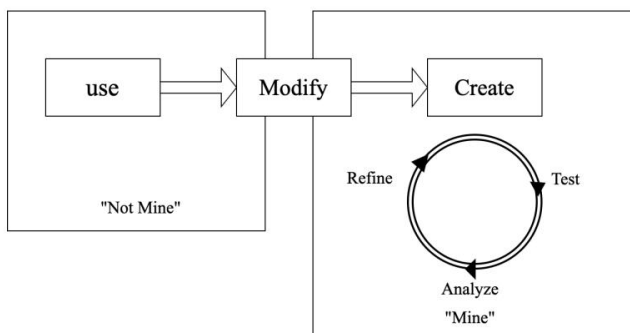 use
Modify
Create
Refine
Test
"Not Mine"
Analyze
"Mine"